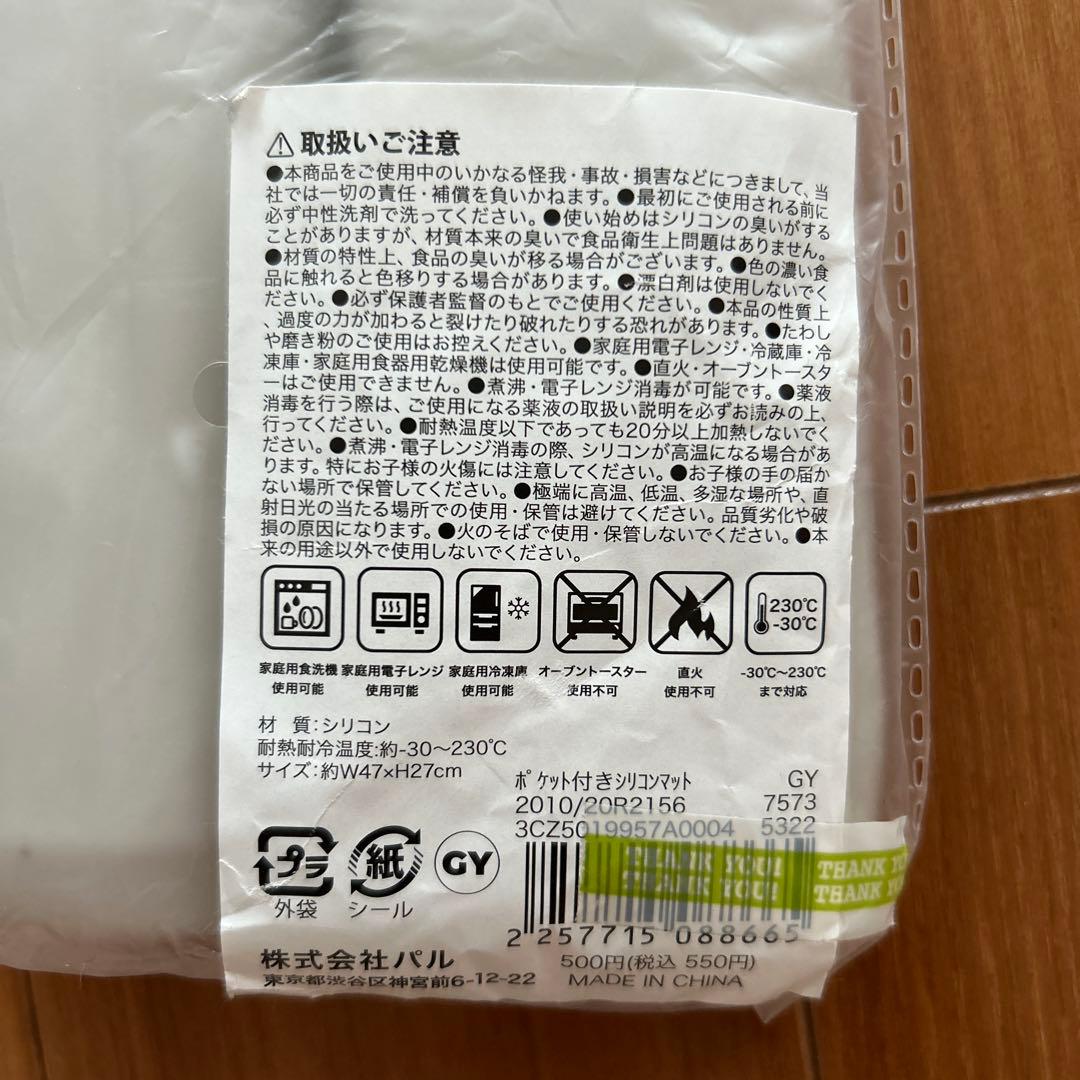 ⚠取扱いご注意
●本商品をご使用中のいかなる怪我・事故・損害などにつきまして、当
社では一切の責任・補償を負いかねます。●最初にご使用される前に
必ず中性洗剤で洗ってください。●使い始めはシリコンの臭いがする
ことがありますが、材質本来の臭いで食品衛生上問題はありません。
●材質の特性上、食品の臭いが移る場合がございます。●色の濃い食
品に触れると色移りする場合があります。●漂白剤は使用しないでく
ださい。●必ず保護者監督のもとでご使用ください。●本品の性質上
、過度の力が加わると裂けたり破れたりする恐れがあります。●たわし
や磨き粉のご使用はお控えください。●家庭用電子レンジ・冷蔵庫・冷
凍庫・家庭用食器用乾燥機は使用可能です。●直火・オーブントースタ
ーはご使用できません。●煮沸・電子レンジ消毒が可能です。●薬液
消毒を行う際は、ご使用になる薬液の取扱い説明を必ずお読みの上、
行ってください。●耐熱温度以下であっても20分以上加熱しないでく
ださい。●煮沸・電子レンジ消毒の際、シリコンが高温になる場合があ
ります。特にお子様の火傷には注意してください。●お子様の手の届か
ない場所で保管してください。●極端に高温、低温、多湿な場所や、直
射日光の当たる場所での使用・保管は避けてください。品質劣化や破
損の原因になります。●火のそばで使用・保管しないでください。●本
来の用途以外で使用しないでください。
230℃
-30℃
家庭用食洗機 家庭用電子レンジ 家庭用冷凍庫 オーブントースター 直火 -30℃〜230℃
使用可能 使用可能 使用可能 使用不可 使用不可 まで対応
材 質:シリコン
耐熱耐冷温度:約-30〜230℃
サイズ:約W47×H27cm
ポケット付きシリコンマット GY
2010/20R2156 7573
3CZ5019957A0004 5322
プラ 紙 GY
外袋 シール
THANK YOU! THANK YO
THANK YOU! THANK YO
2 257715 088665
株式会社パル 500円(税込 550円)
東京都渋谷区神宮前6-12-22 MADE IN CHINA